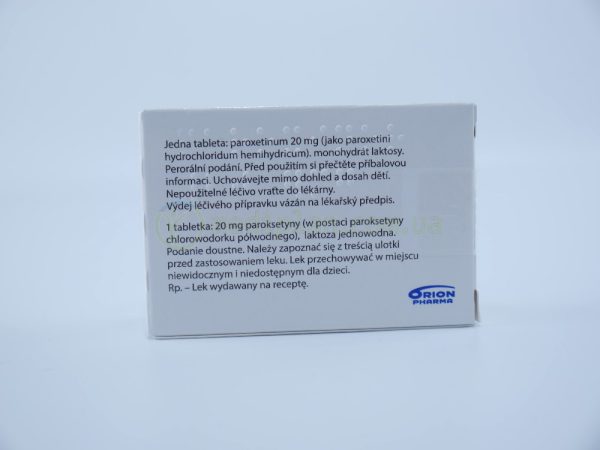 Jedna tableta: paroxetinum 20 mg (jako paroxetini
hydrochloridum hemihydricum). monohydrát laktosy.
Perorální podání. Před použitím si přečtěte příbalovou
informaci. Uchovávejte mimo dohled a dosah dětí.
Nepoužitelné léčivo vraťte do lékárny.
Výdej léčivého přípravku vázán na lékařský předpis.
1 tabletka: 20 mg paroksetyny (w postaci paroksetyny
chlorowodorku półwodnego), laktoza jednowodna.
Podanie doustne. Należy zapoznać się z treścią ulotki
przed zastosowaniem leku. Lek przechowywać w miejscu
niewidocznym i niedostępnym dla dzieci.
Rp. – Lek wydawany na receptę.
ORION
PHARMA